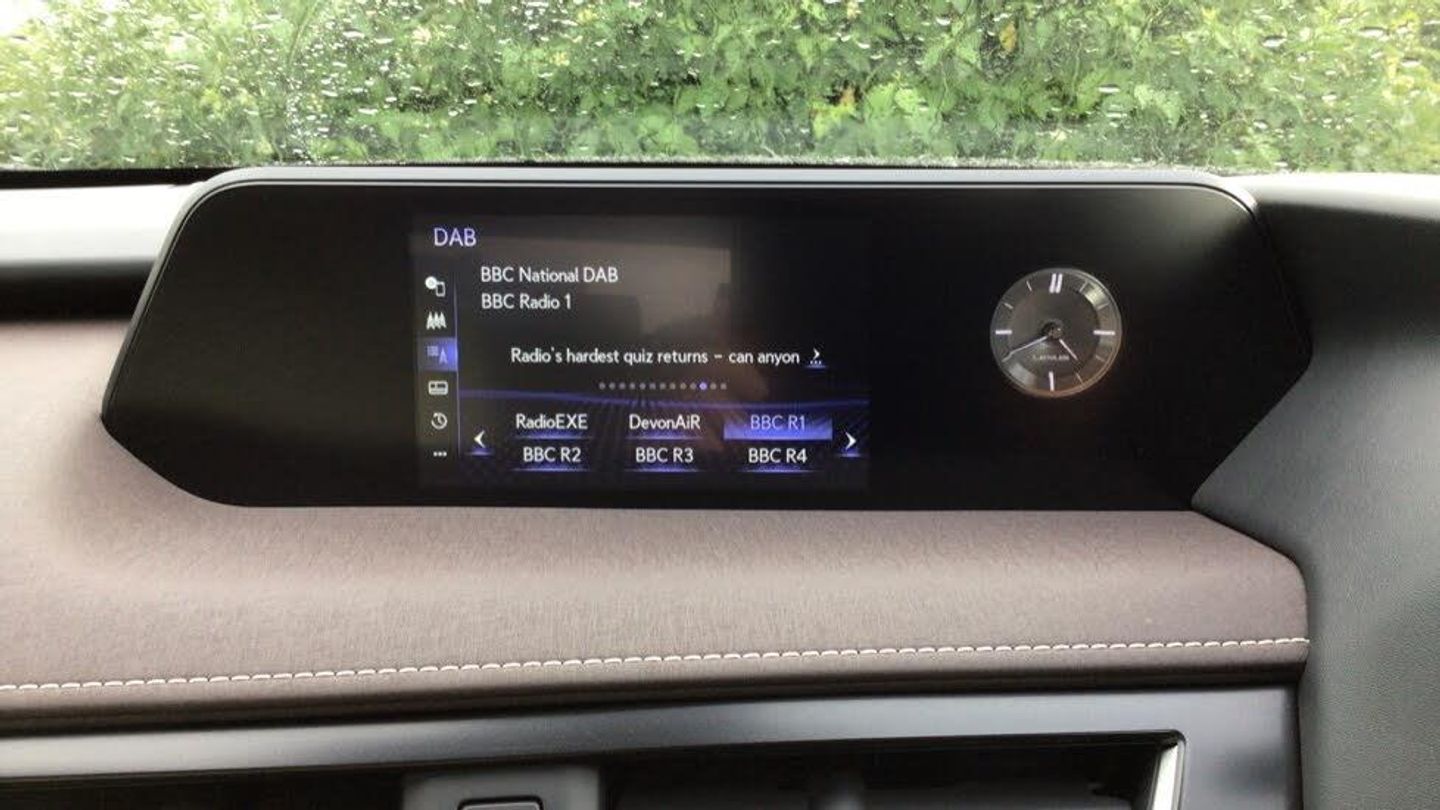 DAB
BBC National DAB
BBC Radio 1
Radio's hardest quiz returns – can anyon
RadioEXE DevonAiR BBC R1
BBC R2 BBC R3 BBC R4
LEXUS